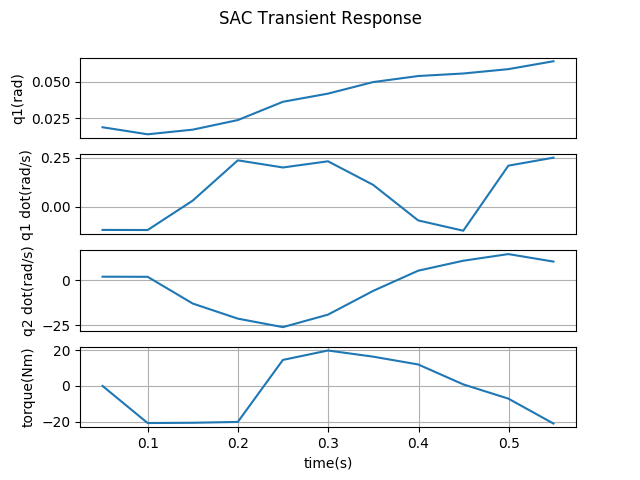 SAC Transient Response
q1(rad)
0.050
0.025
q1 dot(rad/s)
0.25
0.00
q2 dot(rad/s)
0
−25
torque(Nm)
20
0
−20
0.1 0.2 0.3 0.4 0.5
time(s)